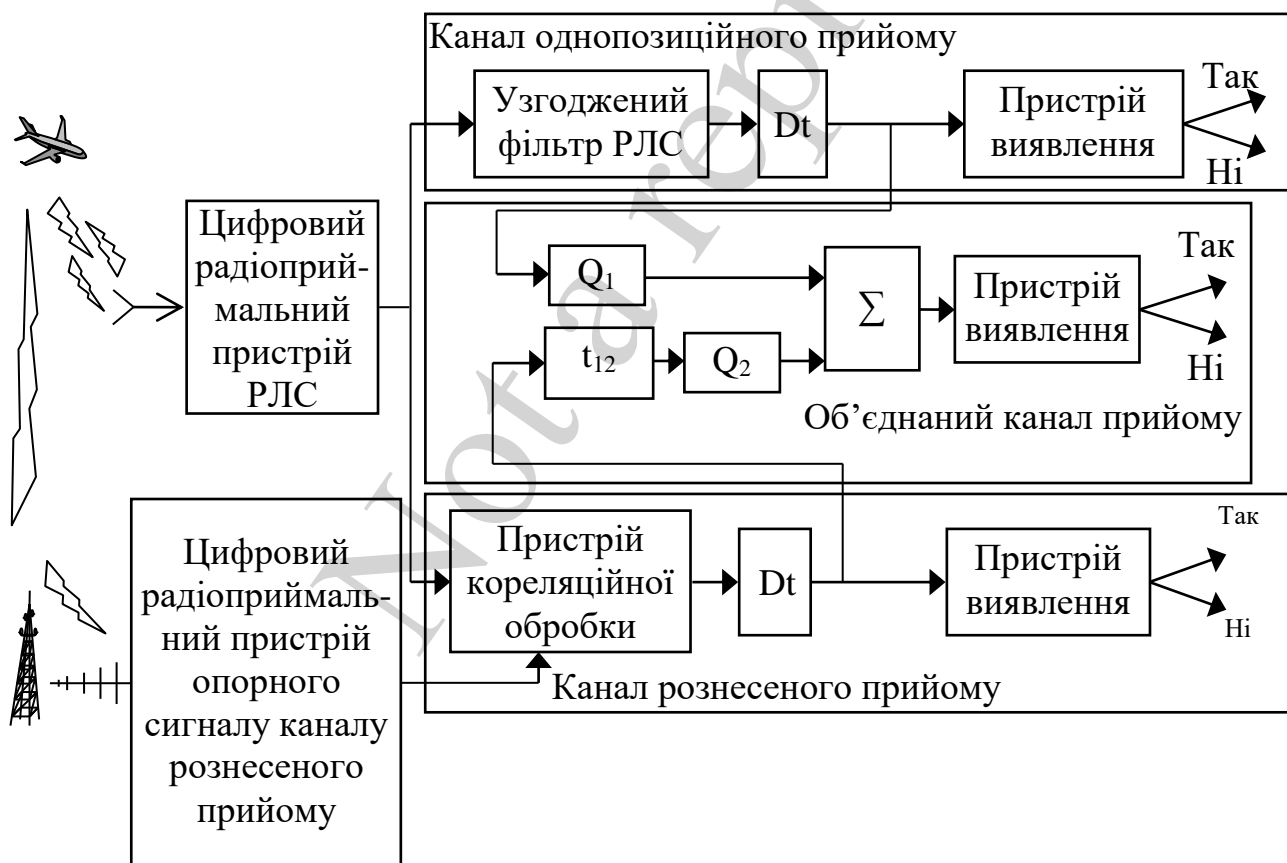 Канал однопозиційного прийому
Узгоджений
фільтр РЛС
Dt
Пристрій
виявлення
Так
Ні
Цифровий
радіоприй-
мальний
пристрій
РЛС
Q1
t12
Q2
∑
Пристрій
виявлення
Так
Ні
Об’єднаний канал прийому
Цифровий
радіоприймаль-
ний пристрій
опорного
сигналу каналу
рознесеного
прийому
Пристрій
кореляційної
обробки
Dt
Пристрій
виявлення
Так
Ні
Канал рознесеного прийому
Not a repr